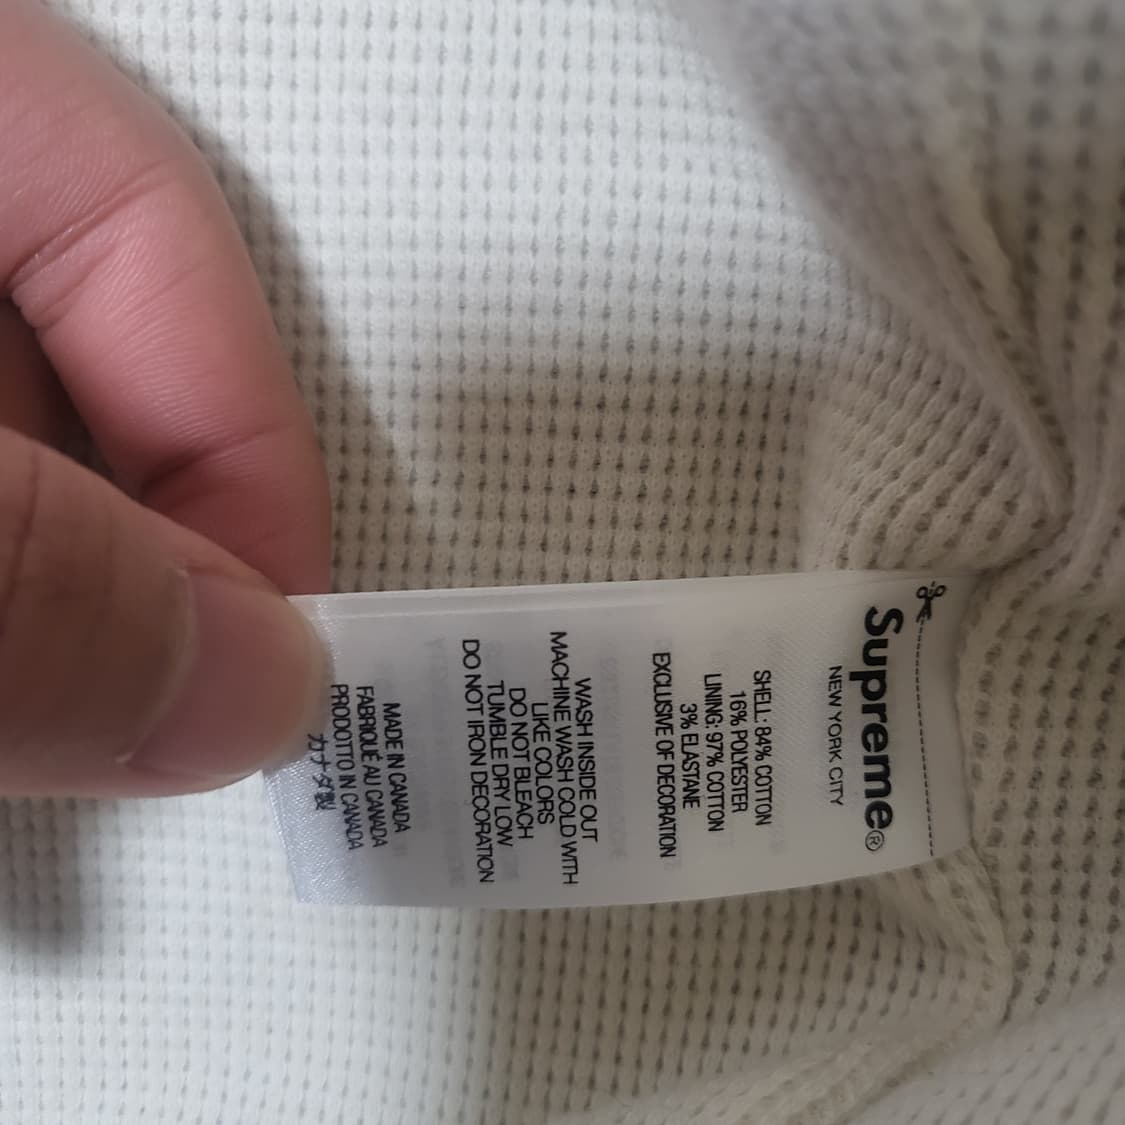 Supreme®
NEW YORK CITY
SHELL: 84% COTTON
16% POLYESTER
LINING: 97% COTTON
3% ELASTANE
EXCLUSIVE OF DECORATION
WASH INSIDE OUT
MACHINE WASH COLD WITH
LIKE COLORS
DO NOT BLEACH
TUMBLE DRY LOW
DO NOT IRON DECORATION
MADE IN CANADA
FABRIQUÉ AU CANADA
PRODOTTO IN CANADA
カナダ製